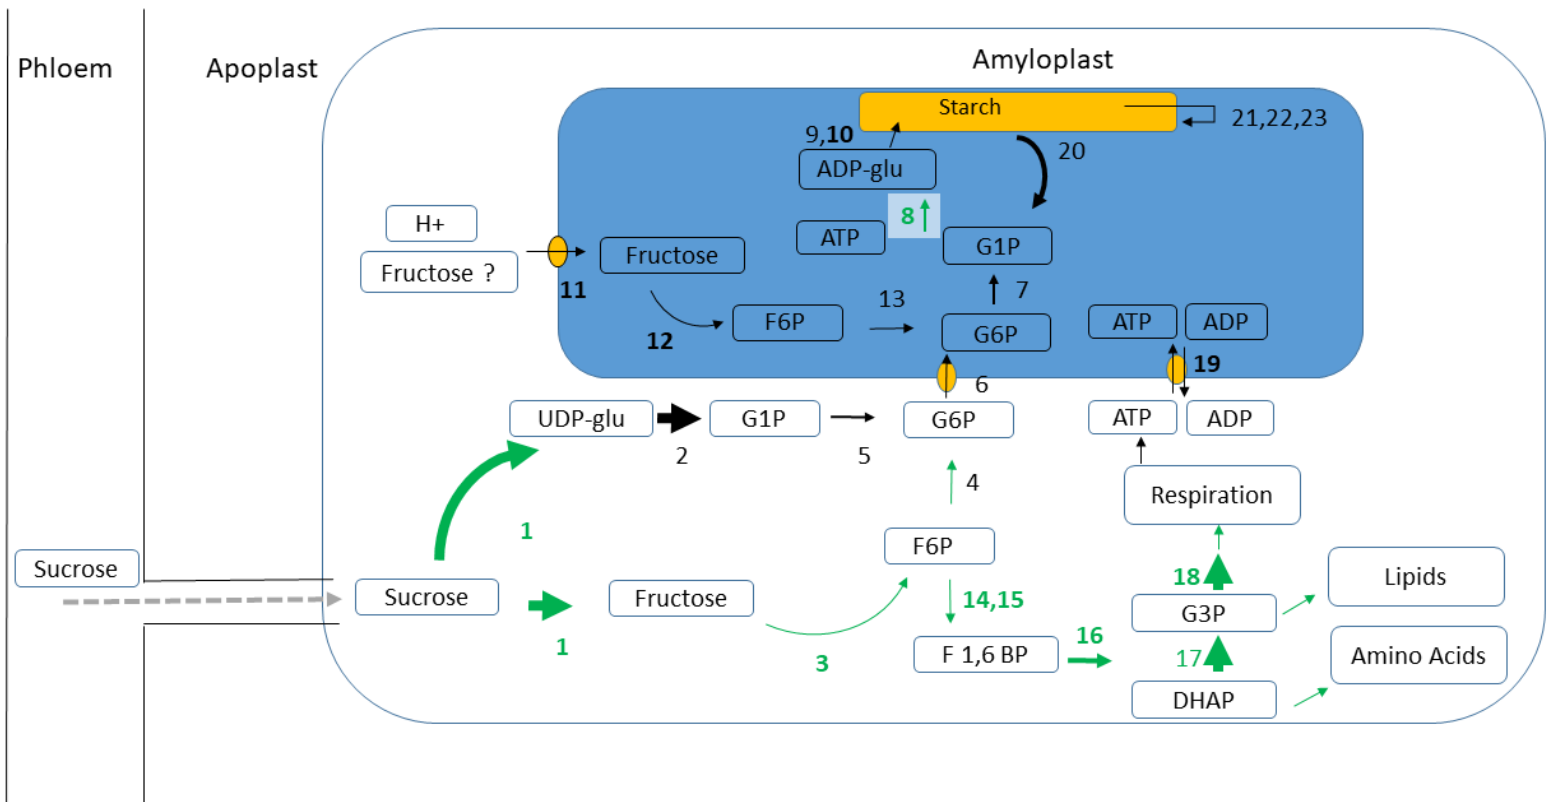 Phloem
Apoplast
Amyloplast
Starch
21,22,23
9,10
20
ADP-glu
8
H+
ATP
G1P
Fructose ?
Fructose
11
7
13
F6P
G6P
ATP
ADP
12
19
6
UDP-glu
G1P
G6P
ATP
ADP
2
5
4
Respiration
1
F6P
Sucrose
Sucrose
Fructose
14,15
18
Lipids
G3P
1
3
F 1,6 BP
16
17
Amino Acids
DHAP